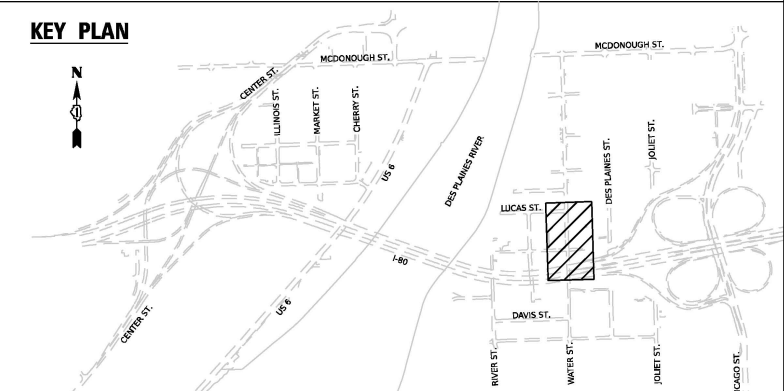 KEY PLAN
N
MCDONOUGH ST.
MCDONOUGH ST.
CENTER ST.
ILLINOIS ST.
MARKET ST.
CHERRY ST.
US 6
DES PLAINES RIVER
DES PLAINES ST.
JOLIET ST.
LUCAS ST.
I-80
US 6
CENTER ST.
DAVIS ST.
RIVER ST.
WATER ST.
JOLIET ST.
ICAGO ST.